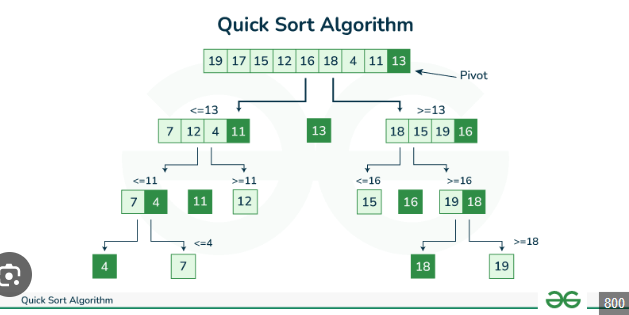 Quick Sort Algorithm
19 17 15 12 16 18 4 11 13
Pivot
<=13 >=13
7 12 4 11 13 18 15 19 16
<=11 >=11 <=16 >=16
7 4 11 12 15 16 19 18
<=4 >=18
4 7 18 19
Quick Sort Algorithm
800